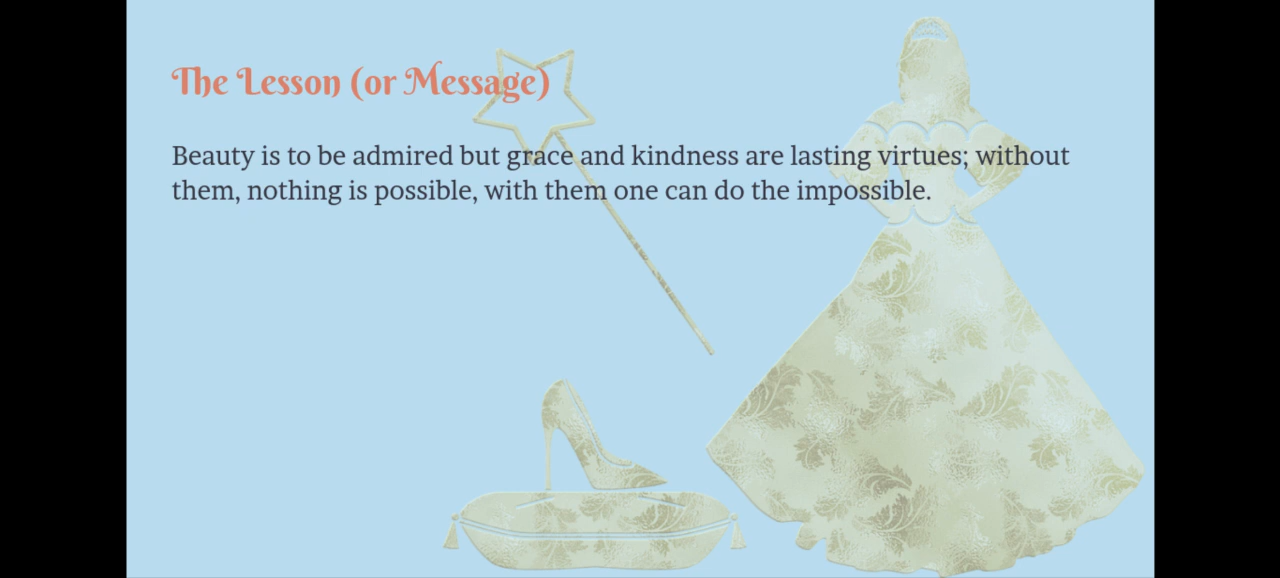 The Lesson (or Message)
Beauty is to be admired but grace and kindness are lasting virtues; without
them, nothing is possible, with them one can do the impossible.